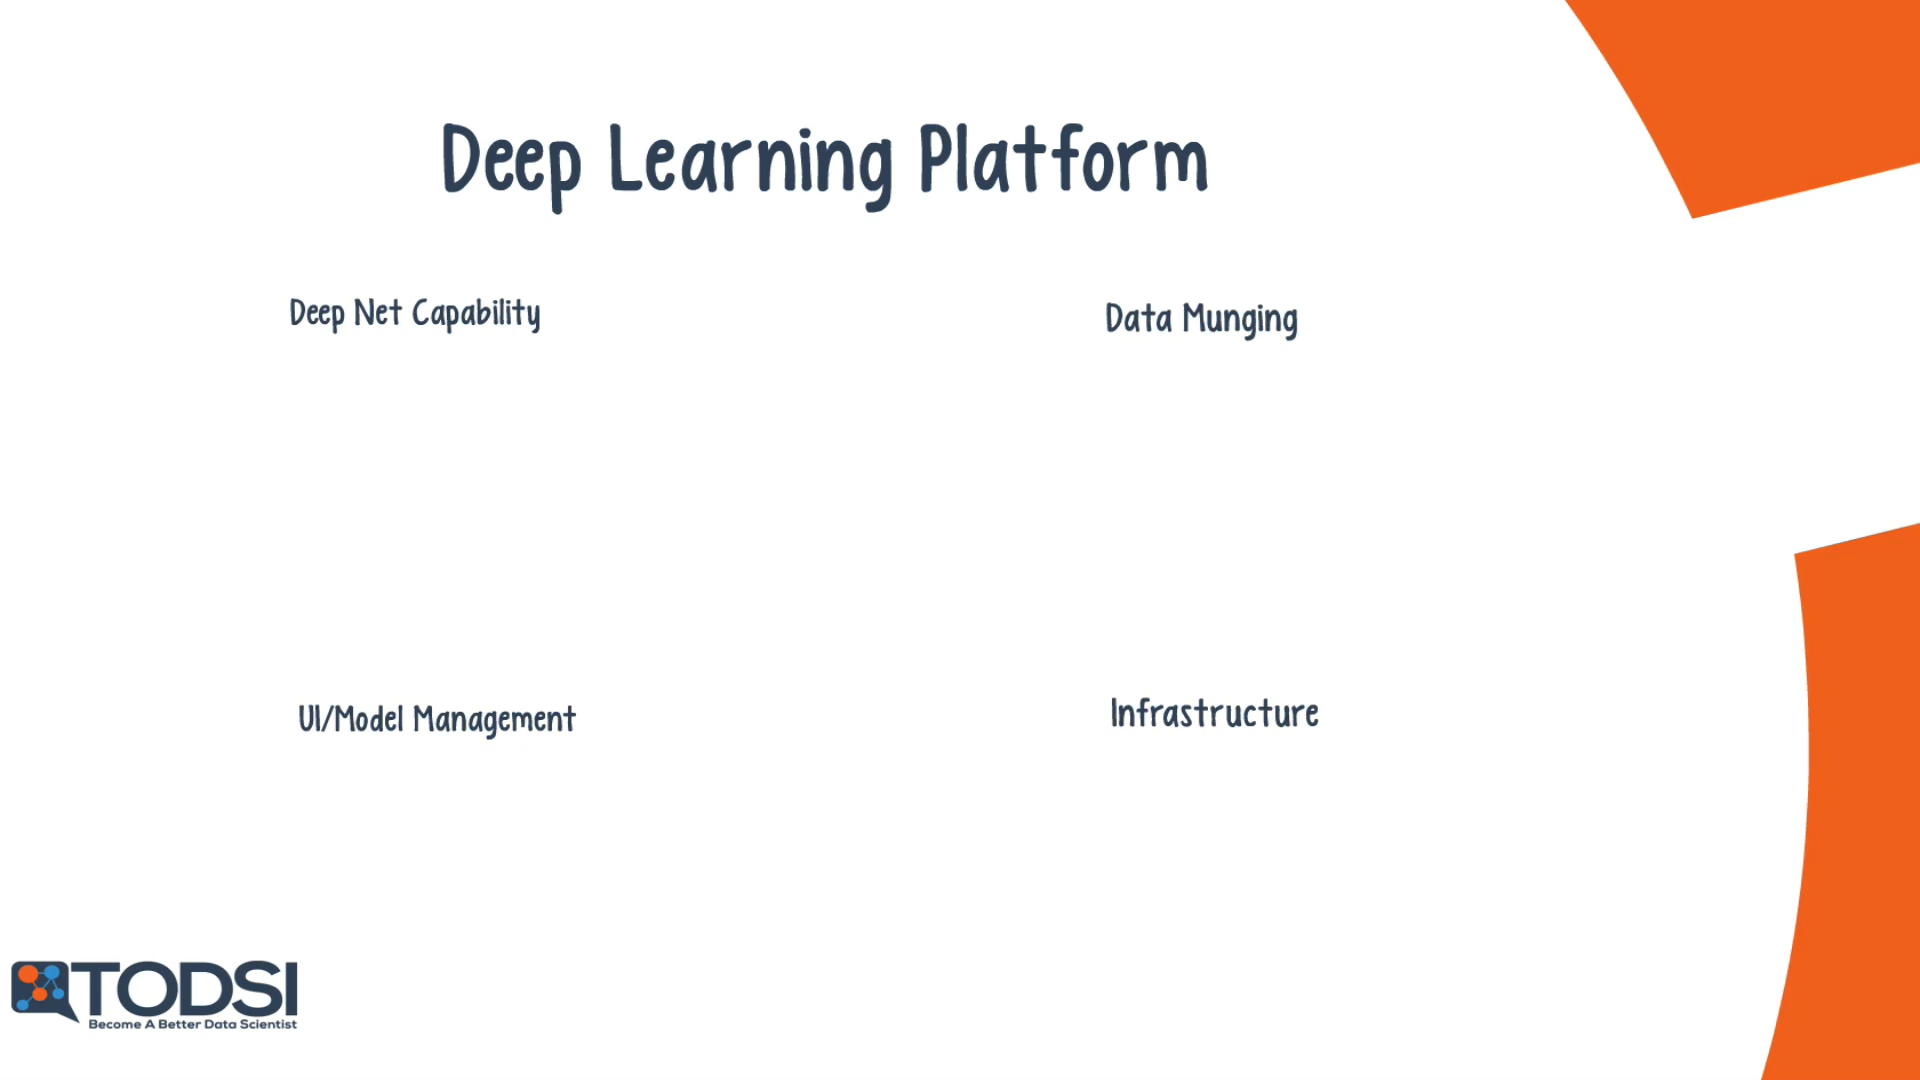 Deep Learning Platform
Deep Net Capability
Data Munging
UI/Model Management
Infrastructure
TODSI
Become A Better Data Scientist